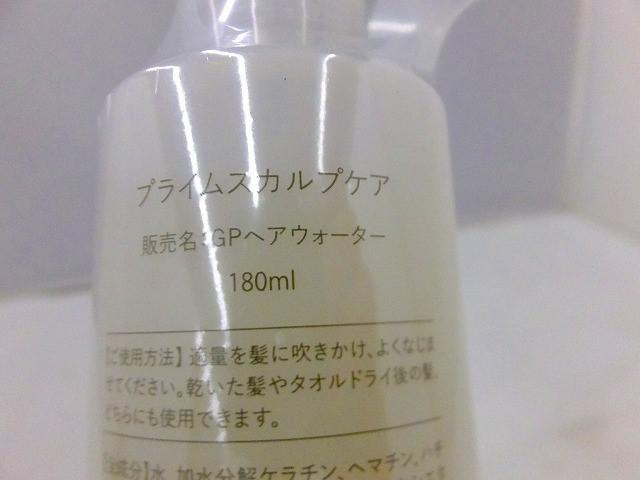 プライムスカルプケア
販売名:GPヘアウォーター
180ml
【ご使用方法】適量を髪に吹きかけ、よくなじま
せてください。乾いた髪やタオルドライ後の髪、
どちらにも使用できます。
【全成分】水、加水分解ケラチン、ヘマチン、ハチ